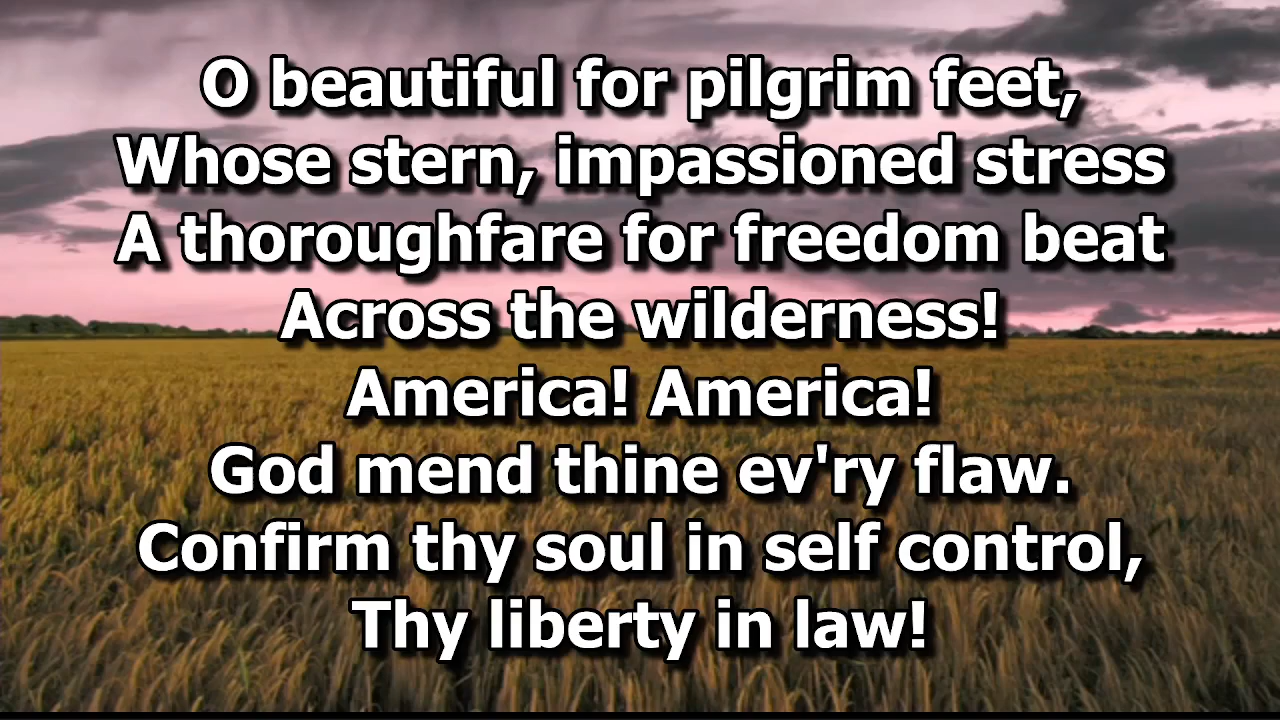 O beautiful for pilgrim feet,
Whose stern, impassioned stress
A thoroughfare for freedom beat
Across the wilderness!
America! America!
God mend thine ev'ry flaw.
Confirm thy soul in self control,
Thy liberty in law!